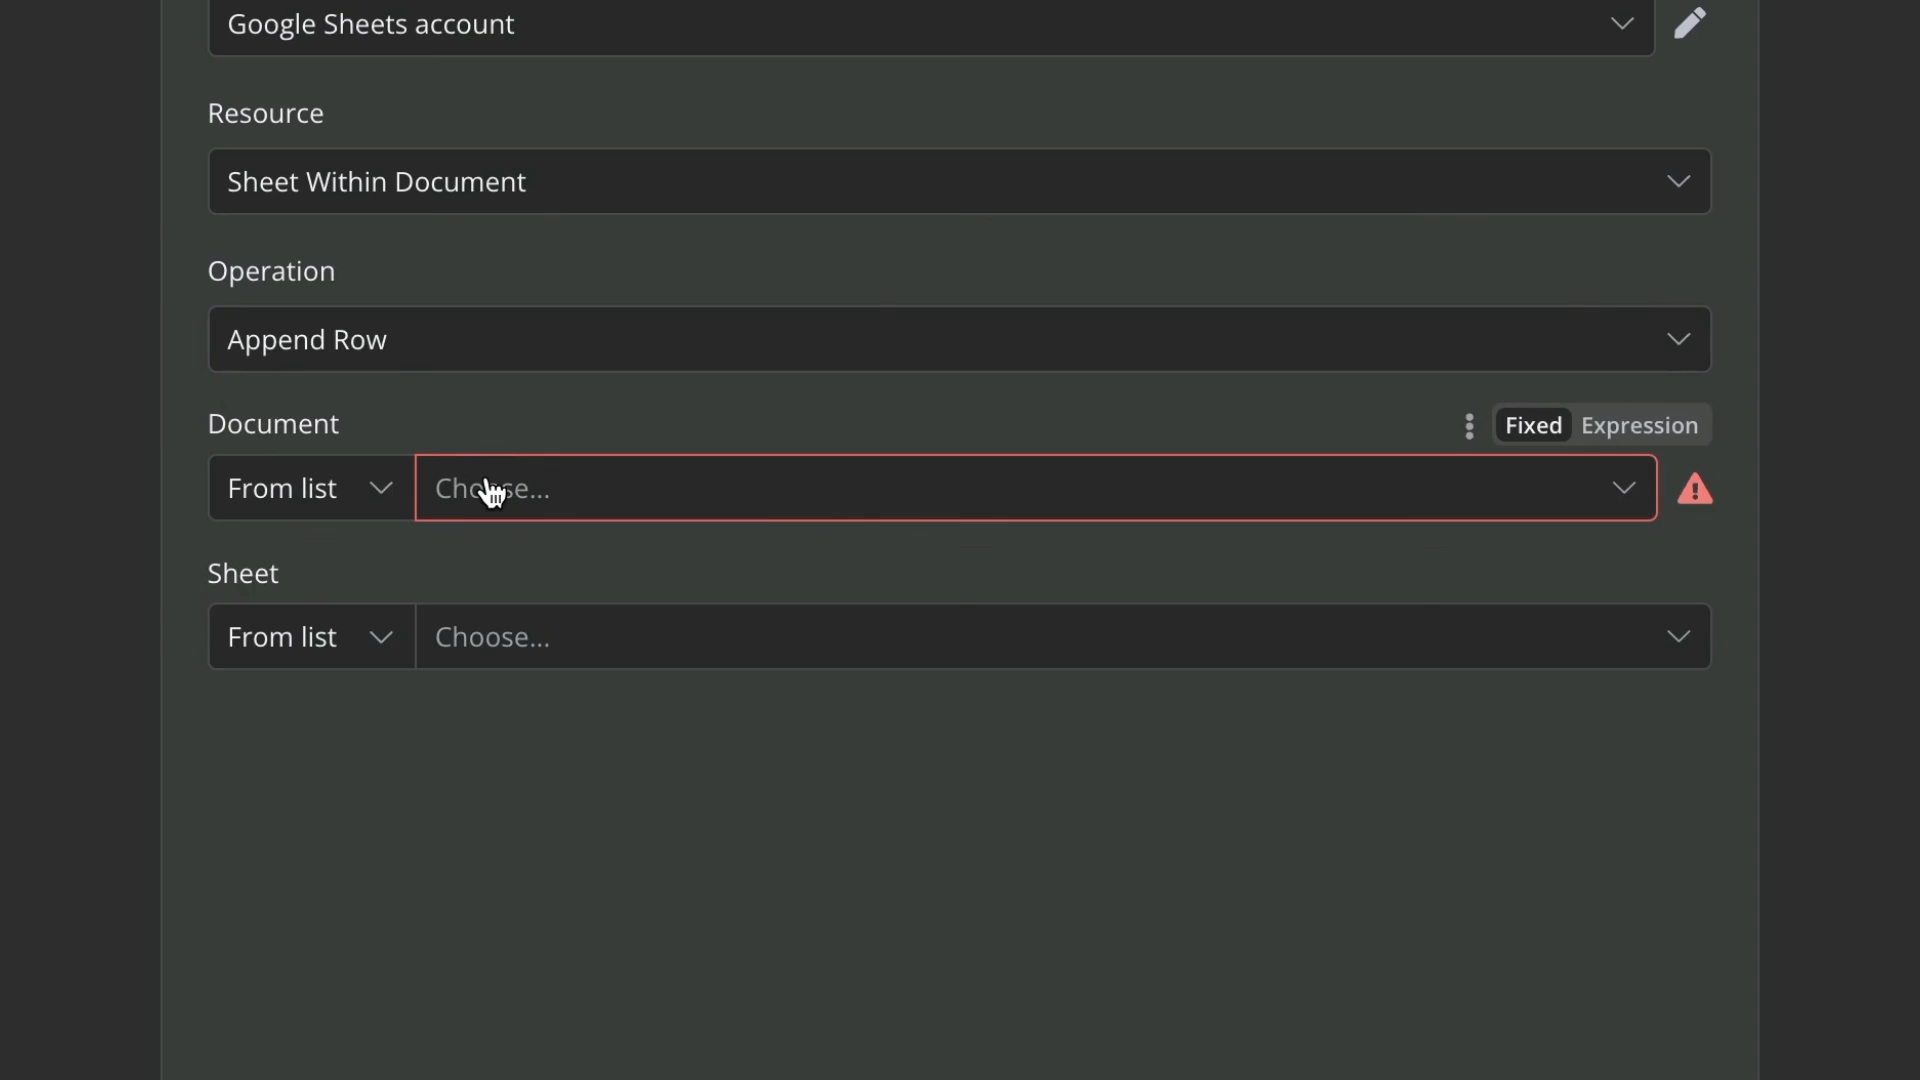 Google Sheets account
Resource
Sheet Within Document
Operation
Append Row
Document
Fixed Expression
From list
Choose...
Sheet
From list
Choose...